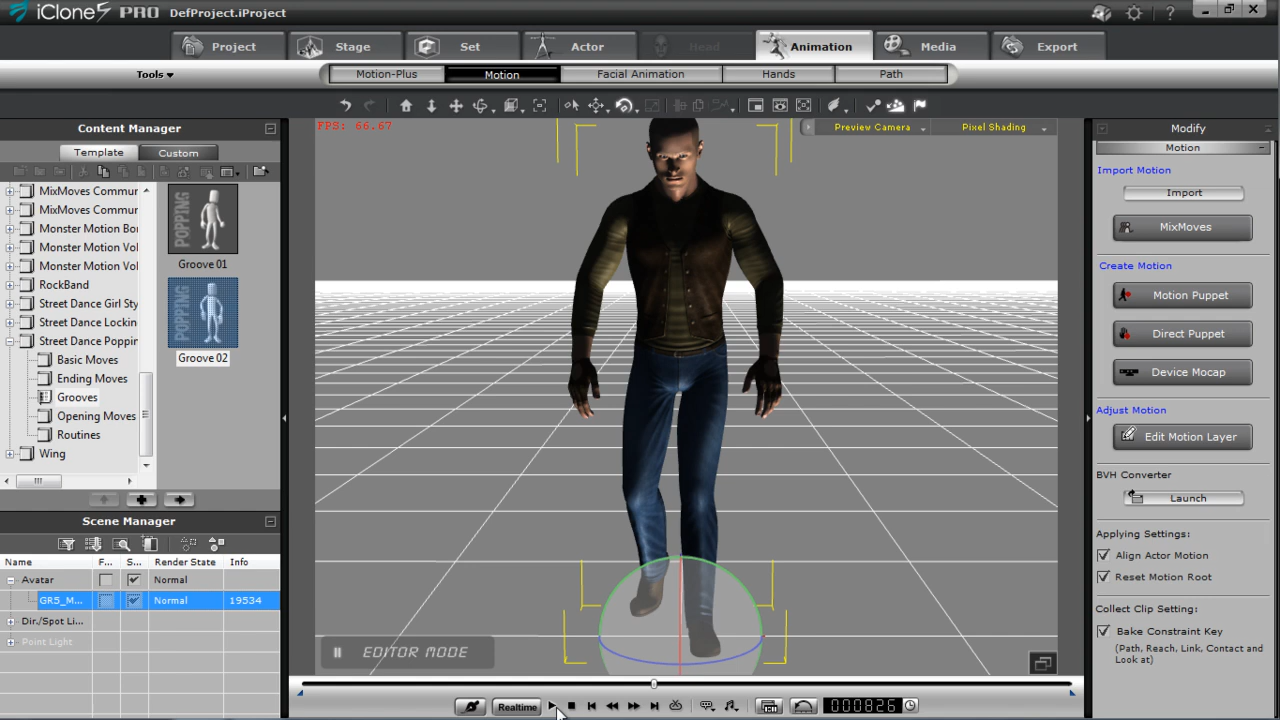 iClone5 PRO DefProject.iProject
Project Stage Set Actor Head Animation Media Export
Tools Motion-Plus Motion Facial Animation Hands Path
Content Manager
Template Custom
MixMoves Commur
MixMoves Commur
Monster Motion Bo
Monster Motion Vol
Monster Motion Vol
RockBand
Street Dance Girl Sty
Street Dance Lockin
Street Dance Poppin
Basic Moves
Ending Moves
Grooves
Opening Moves
Routines
Wing
POPPING
Groove 01
POPPING
Groove 02
Scene Manager
Name F... S... Render State Info
Avatar Normal
GR5_M... Normal 19534
Dir./Spot Li...
Point Light
FPS: 66.67
Preview Camera Pixel Shading
EDITOR MODE
Realtime
000826
Modify
Motion
Import Motion
Import
MixMoves
Create Motion
Motion Puppet
Direct Puppet
Device Mocap
Adjust Motion
Edit Motion Layer
BVH Converter
Launch
Applying Settings:
Align Actor Motion
Reset Motion Root
Collect Clip Setting:
Bake Constraint Key
(Path, Reach, Link, Contact and
Look at)